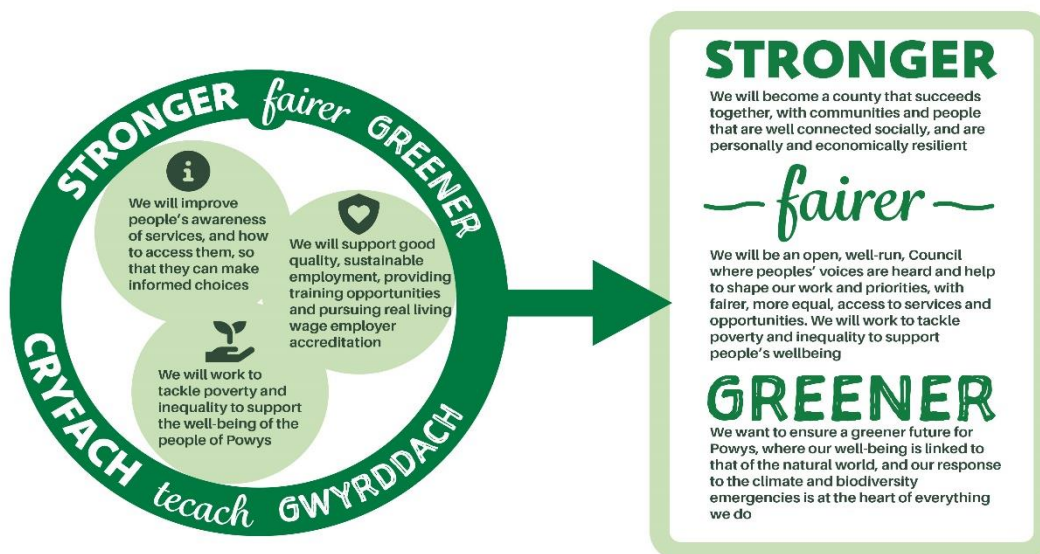 STRONGER fairer GREENER
We will improve
people's awareness
of services, and how
to access them, so
that they can make
informed choices
We will support good
quality, sustainable
employment, providing
training opportunities
and pursuing real living
wage employer
accreditation
We will work to
tackle poverty and
inequality to support
the well-being of the
people of Powys
CRYFACH tecach GWYRDDACH
STRONGER
We will become a county that succeeds
together, with communities and people
that are well connected socially, and are
personally and economically resilient
fairer
We will be an open, well-run, Council
where peoples' voices are heard and help
to shape our work and priorities, with
fairer, more equal, access to services and
opportunities. We will work to tackle
poverty and inequality to support
people's wellbeing
GREENER
We want to ensure a greener future for
Powys, where our well-being is linked to
that of the natural world, and our response
to the climate and biodiversity
emergencies is at the heart of everything
we do